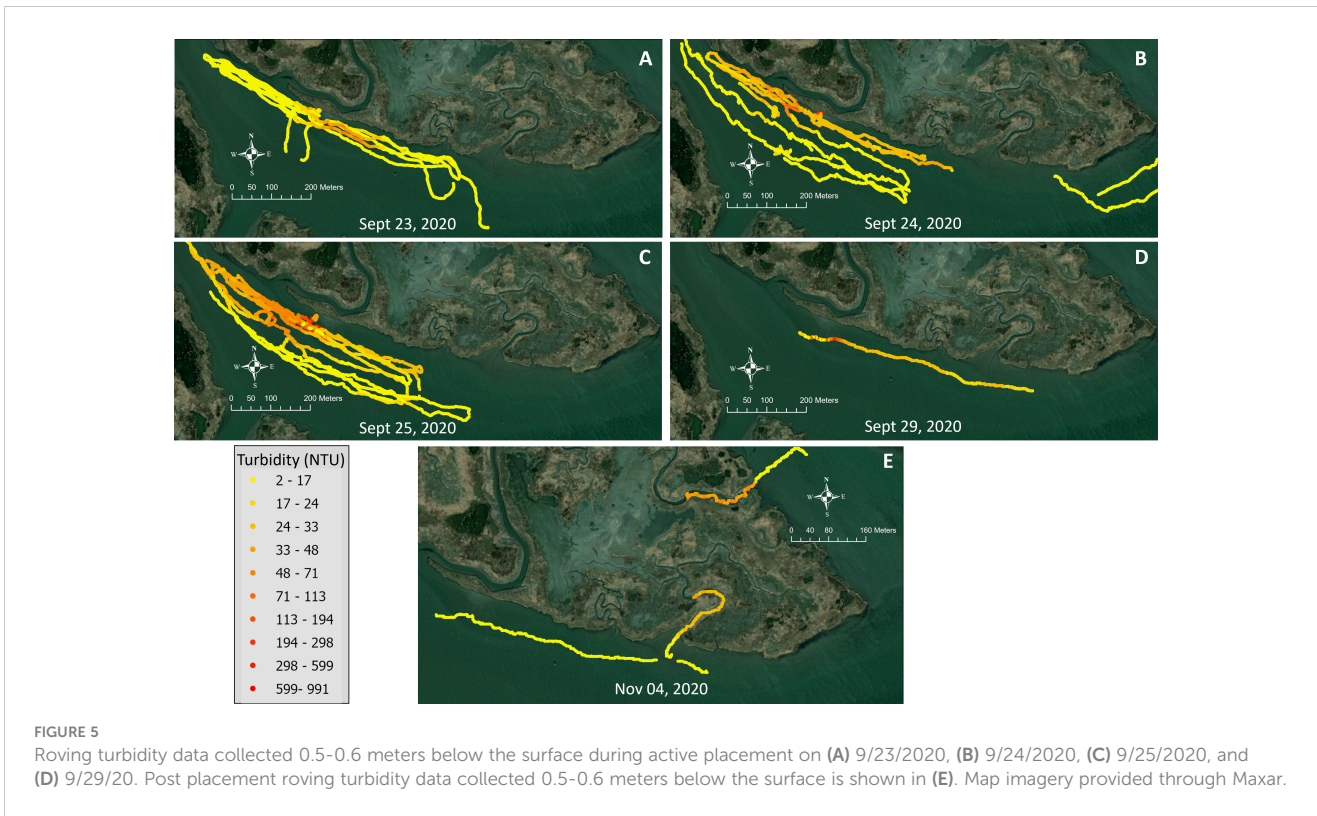 A
N
W E
S
0 50 100 200 Meters
Sept 23, 2020
B
N
W E
S
0 50 100 200 Meters
Sept 24, 2020
C
N
W E
S
0 50 100 200 Meters
Sept 25, 2020
D
N
W E
S
0 50 100 200 Meters
Sept 29, 2020
Turbidity (NTU)
2 - 17
17 - 24
24 - 33
33 - 48
48 - 71
71 - 113
113 - 194
194 - 298
298 - 599
599- 991
E
N
W E
S
0 40 80 160 Meters
Nov 04, 2020
FIGURE 5
Roving turbidity data collected 0.5-0.6 meters below the surface during active placement on (A) 9/23/2020, (B) 9/24/2020, (C) 9/25/2020, and
(D) 9/29/20. Post placement roving turbidity data collected 0.5-0.6 meters below the surface is shown in (E). Map imagery provided through Maxar.